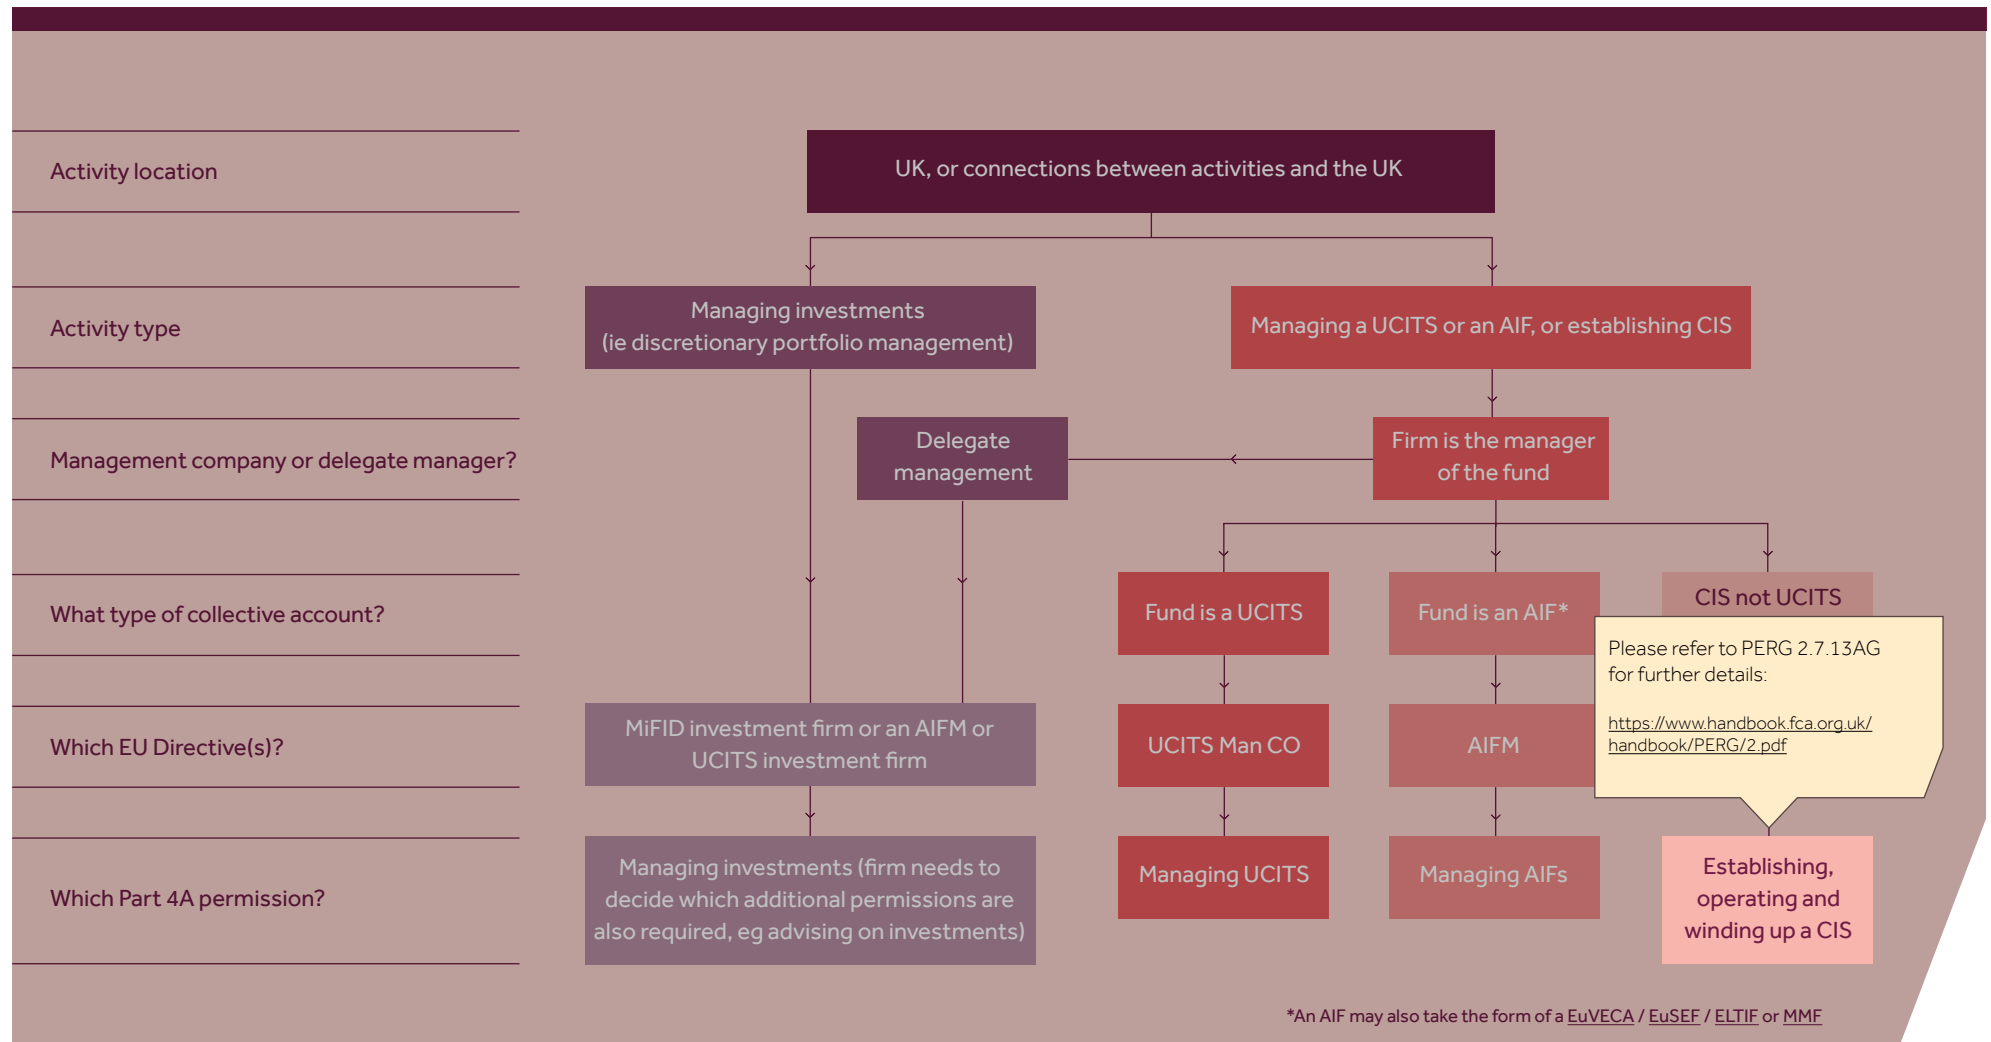 Activity location
UK, or connections between activities and the UK
Activity type
Managing investments
(ie discretionary portfolio management)
Managing a UCITS or an AIF, or establishing CIS
Management company or delegate manager?
Delegate
management
Firm is the manager
of the fund
What type of collective account?
Fund is a UCITS
Fund is an AIF*
CIS not UCITS
Please refer to PERG 2.7.13AG
for further details:
https://www.handbook.fca.org.uk/
handbook/PERG/2.pdf
Which EU Directive(s)?
MiFID investment firm or an AIFM or
UCITS investment firm
UCITS Man CO
AIFM
Which Part 4A permission?
Managing investments (firm needs to
decide which additional permissions are
also required, eg advising on investments)
Managing UCITS
Managing AIFs
Establishing,
operating and
winding up a CIS
*An AIF may also take the form of a EuVECA / EuSEF / ELTIF or MMF